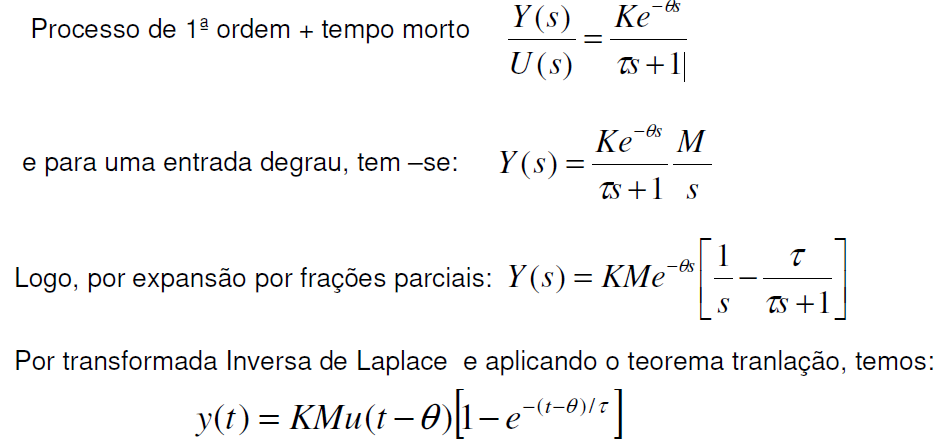 Processo de 1ª ordem + tempo morto Y(s)/U(s) = Ke^{-θs}/(τs+1)|
e para uma entrada degrau, tem –se: Y(s) = Ke^{-θs}/(τs+1) M/s
Logo, por expansão por frações parciais: Y(s) = KMe^{-θs}[1/s − τ/(τs+1)]
Por transformada Inversa de Laplace e aplicando o teorema tranlação, temos:
y(t) = KMu(t − θ)[1 − e^{-(t-θ)/τ}]